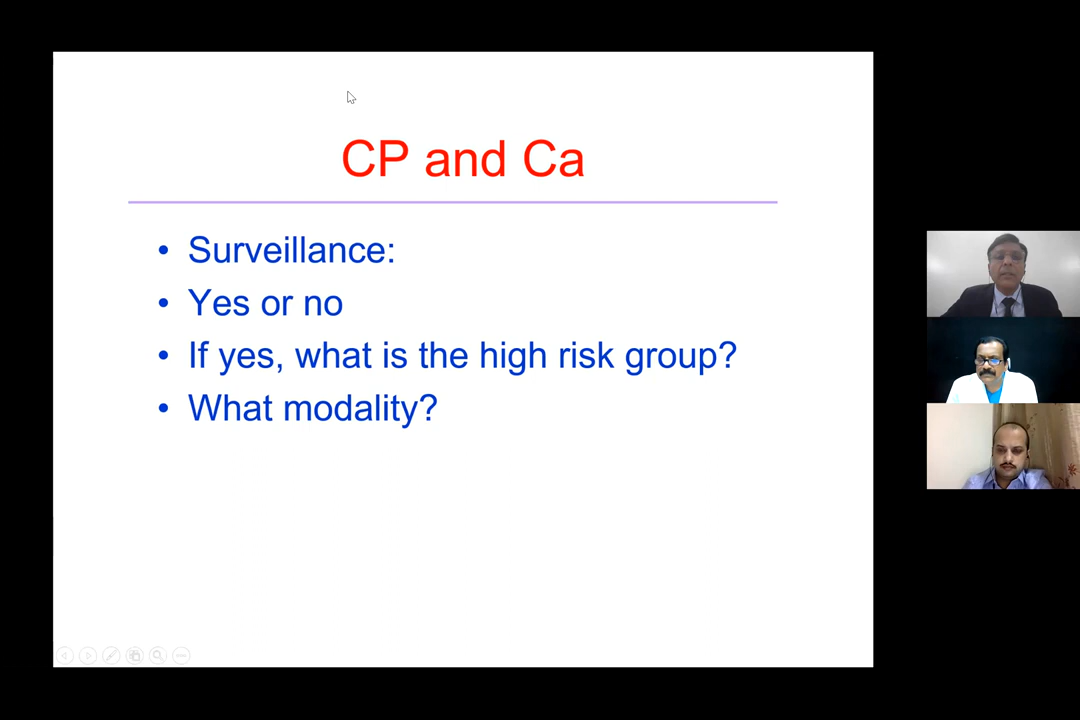 CP and Ca
• Surveillance:
• Yes or no
• If yes, what is the high risk group?
• What modality?